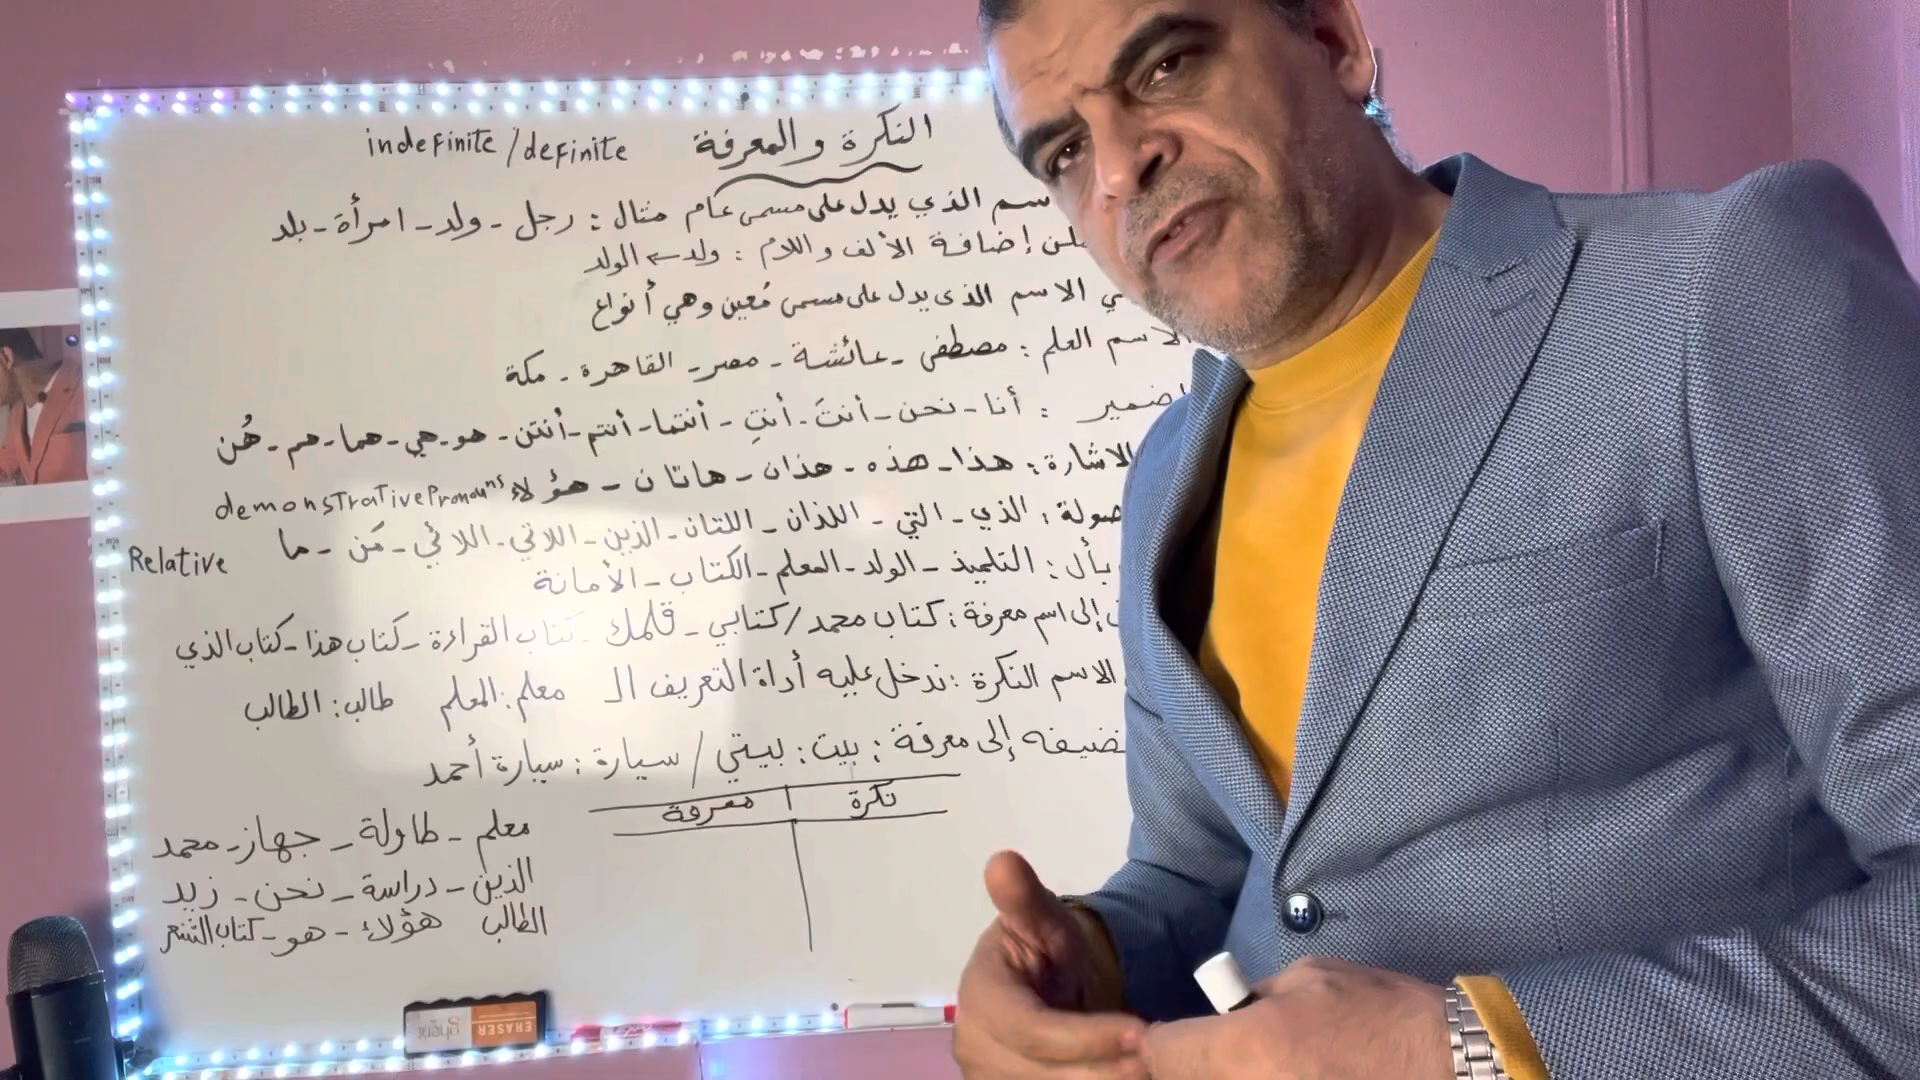 النكرة و المعرفة indefinite / definite
سم الذي يدل على مسمى عام مثال : رجل - ولد - امرأة - بلد
إضافة الألف واللام : ولد ← الولد
ي الاسم الذي يدل على مسمى مُعين وهي أنواع
الاسم العلم : مصطفى - عائشة - مصر - القاهرة - مكة
ضمير : أنا - نحن - أنتَ - أنتِ - أنتما - أنتم - أنتن - هو - هي - هما - هم - هُن
الاشارة : هذا - هذه - هذان - هاتان - هؤلاء demonstrative Pronouns
صولة : الذي - التي - اللذان - اللتان - الذين - اللاتي - اللائي - مَن - ما Relative
بأل : التلميذ - الولد - المعلم - الكتاب - الأمانة
إلى اسم معرفة : كتاب محمد / كتابي - قلمك - كتاب القراءة - كتاب هذا - كتاب الذي
الاسم النكرة : ندخل عليه أداة التعريف الـ معلم : المعلم طالب : الطالب
ضيفه إلى معرفة : بيت : بيتي / سيارة : سيارة أحمد
نكرة معرفة
معلم - طاولة - جهاز - محمد
الذين - دراسة - نحن - زيد
الطالب هؤلاء - هو - كتاب الشعر
ERASER
ghent